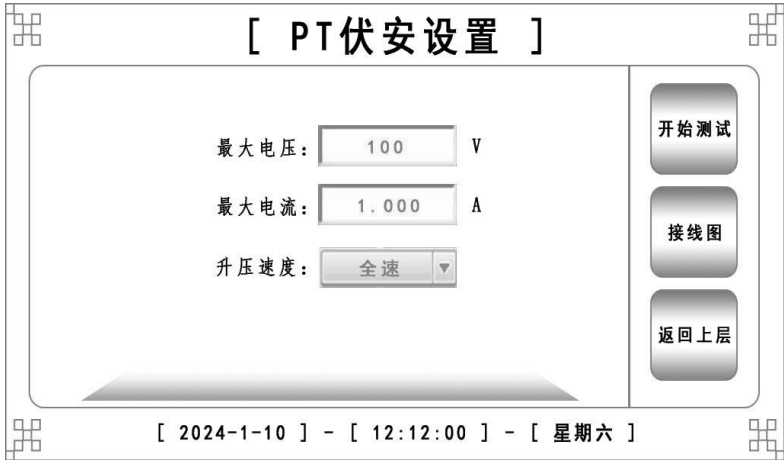 [ PT伏安设置 ]
最大电压: 100 V
最大电流: 1.000 A
升压速度: 全速
开始测试
接线图
返回上层
[ 2024-1-10 ] - [ 12:12:00 ] - [ 星期六 ]